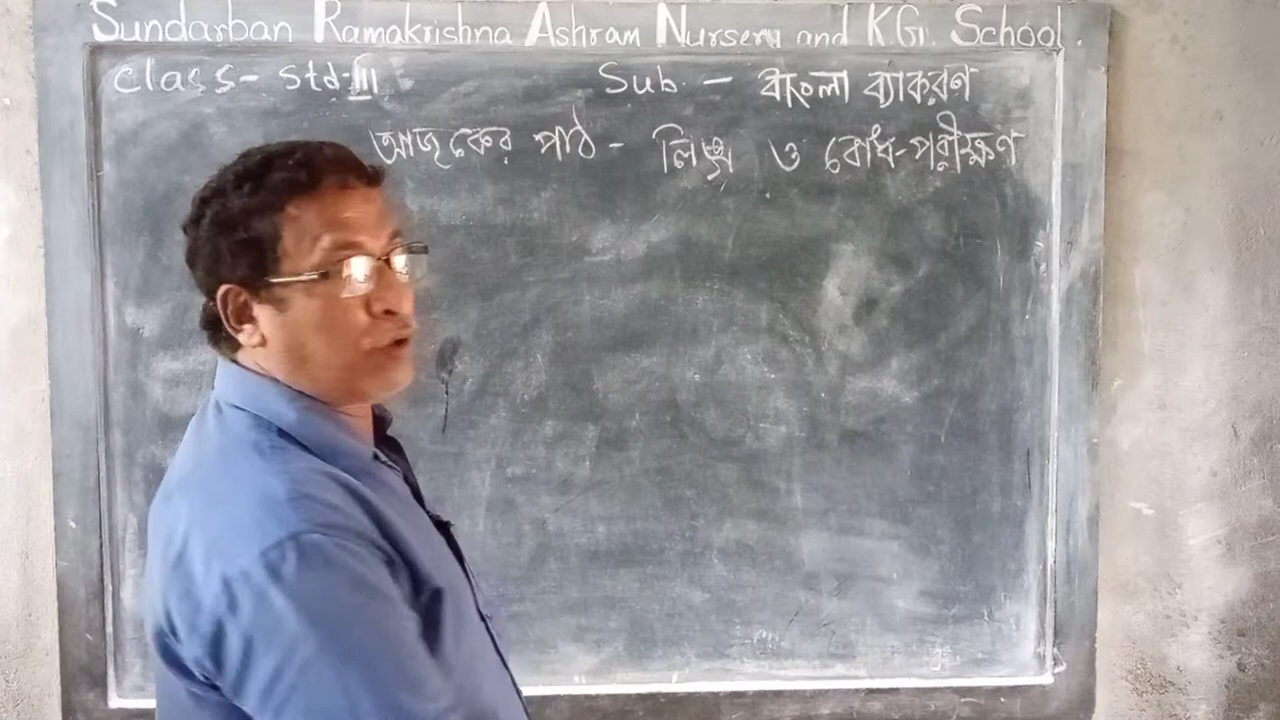 Sundarban Ramakrishna Ashram Nursery and K.G. School.
Class- Std-III Sub. - বাংলা ব্যাকরণ
আজকের পাঠ - লিঙ্গ ও বোধ-পরীক্ষণ